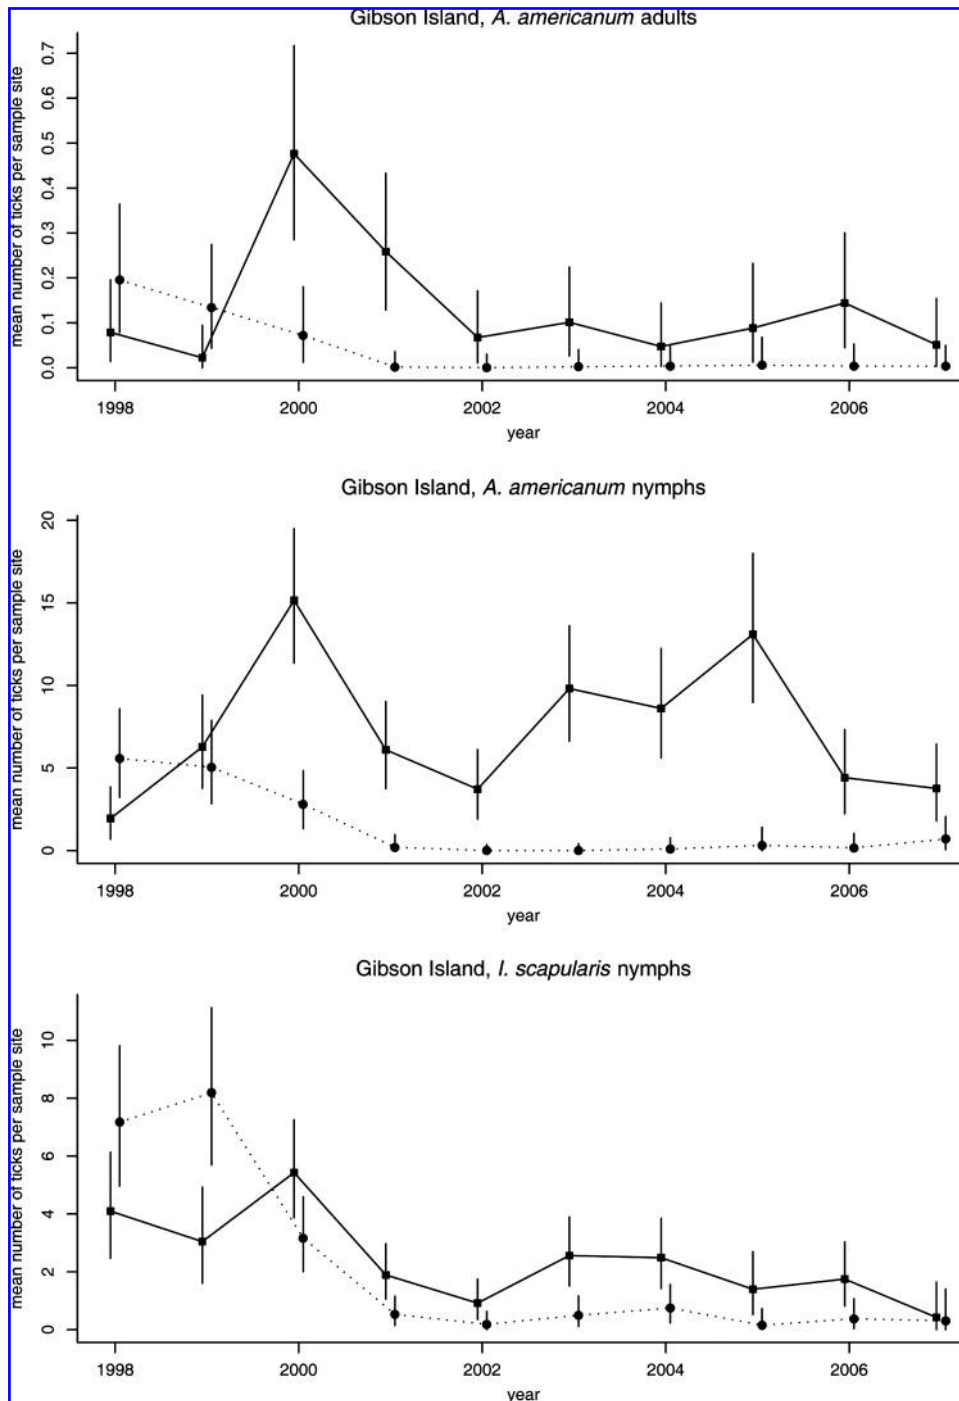 Gibson Island, A. americanum adults
mean number of ticks per sample site
0.7
0.6
0.5
0.4
0.3
0.2
0.1
0.0
1998 2000 2002 2004 2006
year
Gibson Island, A. americanum nymphs
mean number of ticks per sample site
20
15
10
5
0
1998 2000 2002 2004 2006
year
Gibson Island, I. scapularis nymphs
mean number of ticks per sample site
10
8
6
4
2
0
1998 2000 2002 2004 2006
year